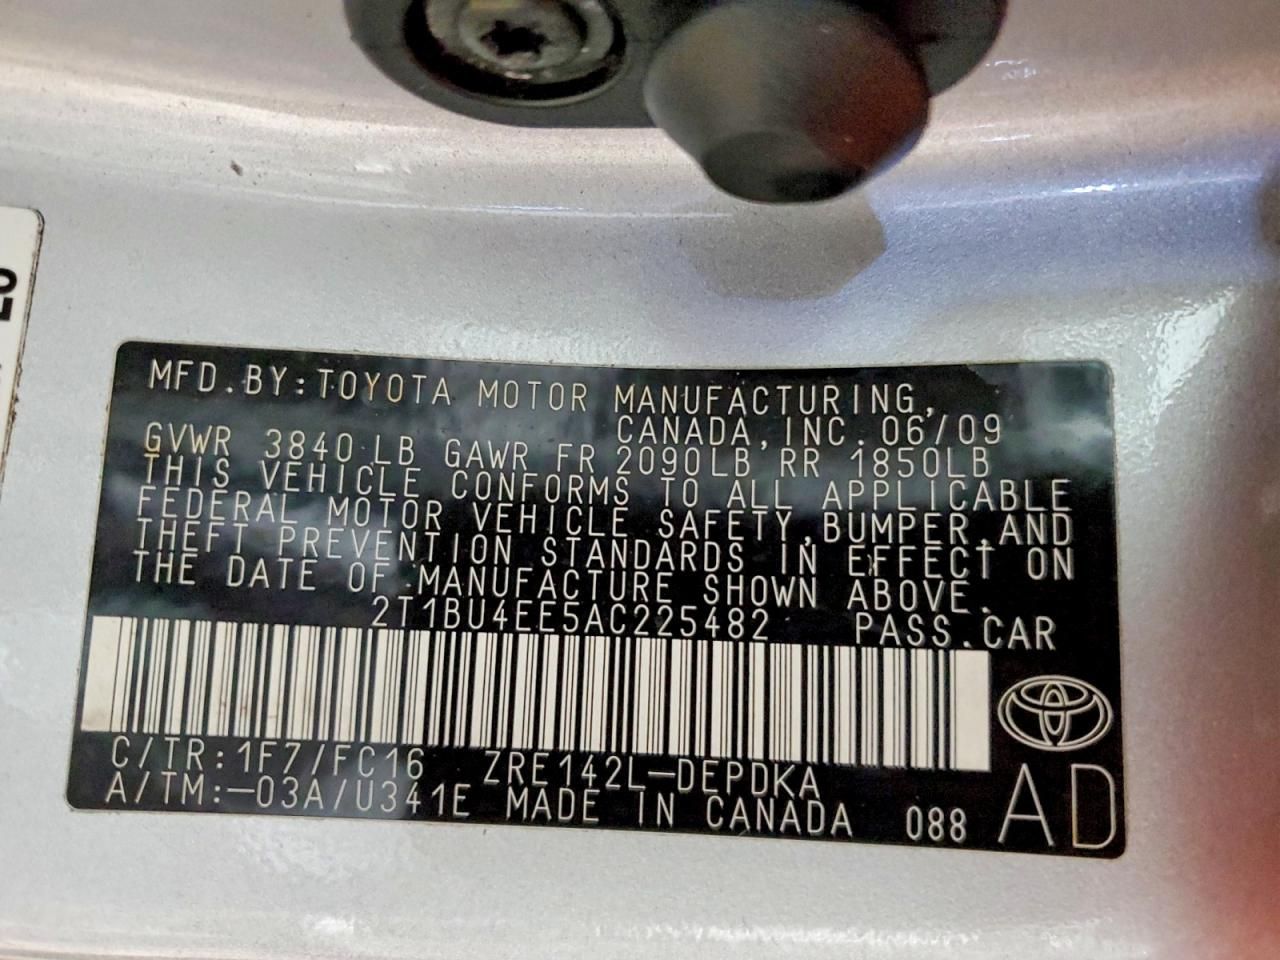 MFD.BY:TOYOTA MOTOR MANUFACTURING,
CANADA,INC. 06/09
GVWR 3840 LB GAWR FR 2090LB RR 1850LB
THIS VEHICLE CONFORMS TO ALL APPLICABLE
FEDERAL MOTOR VEHICLE SAFETY,BUMPER,AND
THEFT PREVENTION STANDARDS IN EFFECT ON
THE DATE OF MANUFACTURE SHOWN ABOVE.
2T1BU4EE5AC225482 PASS.CAR
C/TR:1F7/FC16 ZRE142L-DEPDKA
A/TM:-03A/U341E MADE IN CANADA 088
AD